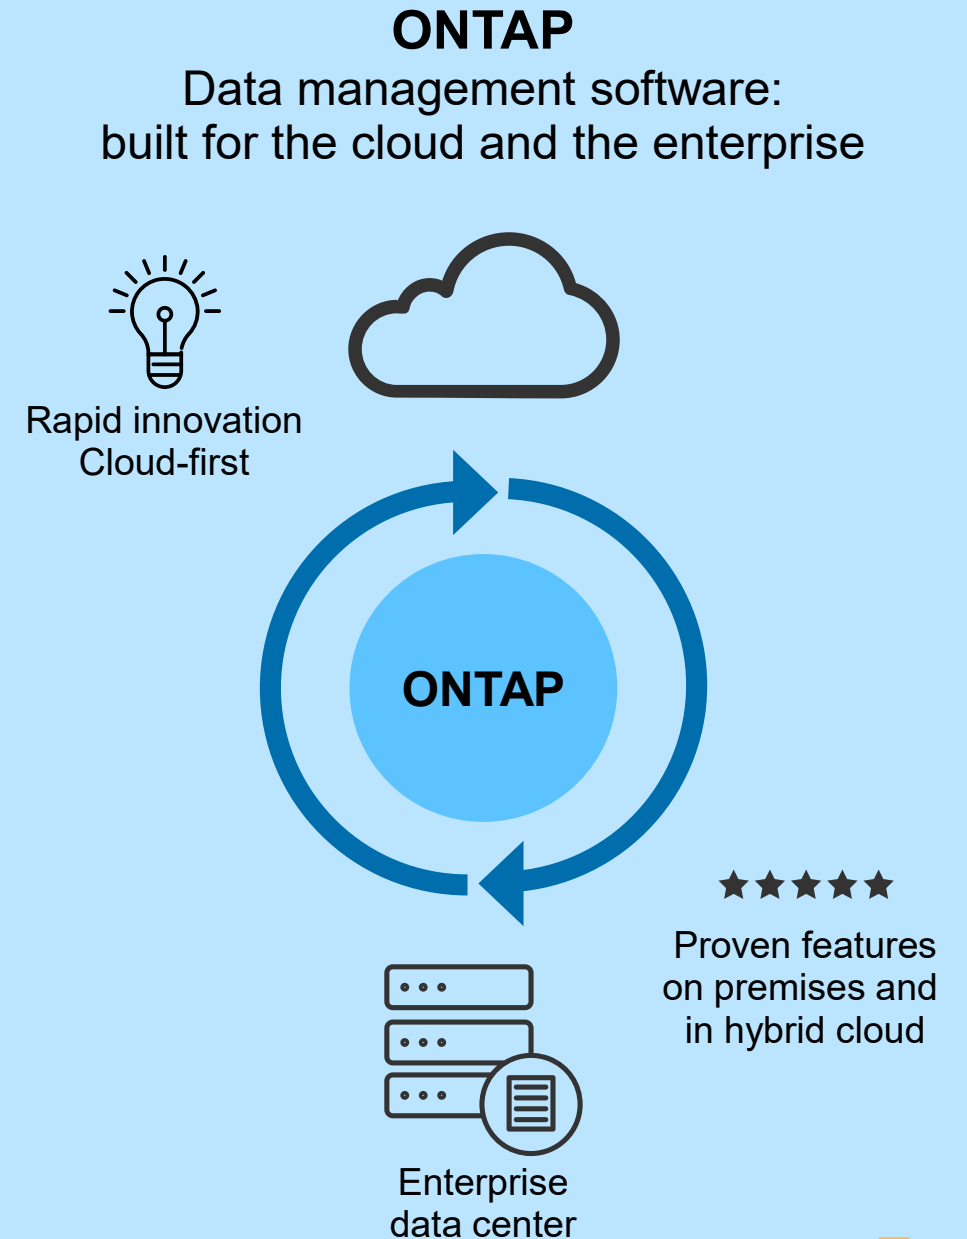 ONTAP
Data management software:
built for the cloud and the enterprise
Rapid innovation
Cloud-first
ONTAP
Proven features
on premises and
in hybrid cloud
Enterprise
data center